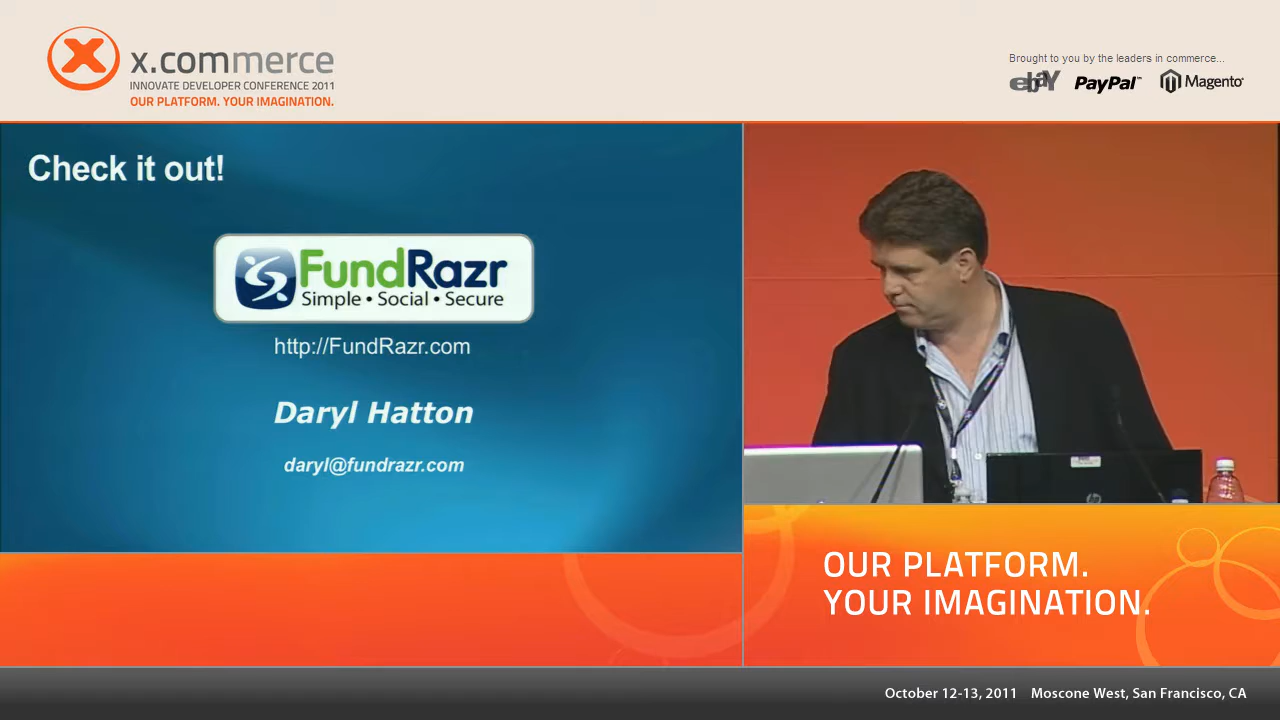 x.commerce
INNOVATE DEVELOPER CONFERENCE 2011
OUR PLATFORM. YOUR IMAGINATION.
Brought to you by the leaders in commerce...
ebaY PayPal™ Magento®
Check it out!
FundRazr
Simple • Social • Secure
http://FundRazr.com
Daryl Hatton
daryl@fundrazr.com
OUR PLATFORM.
YOUR IMAGINATION.
October 12-13, 2011 Moscone West, San Francisco, CA